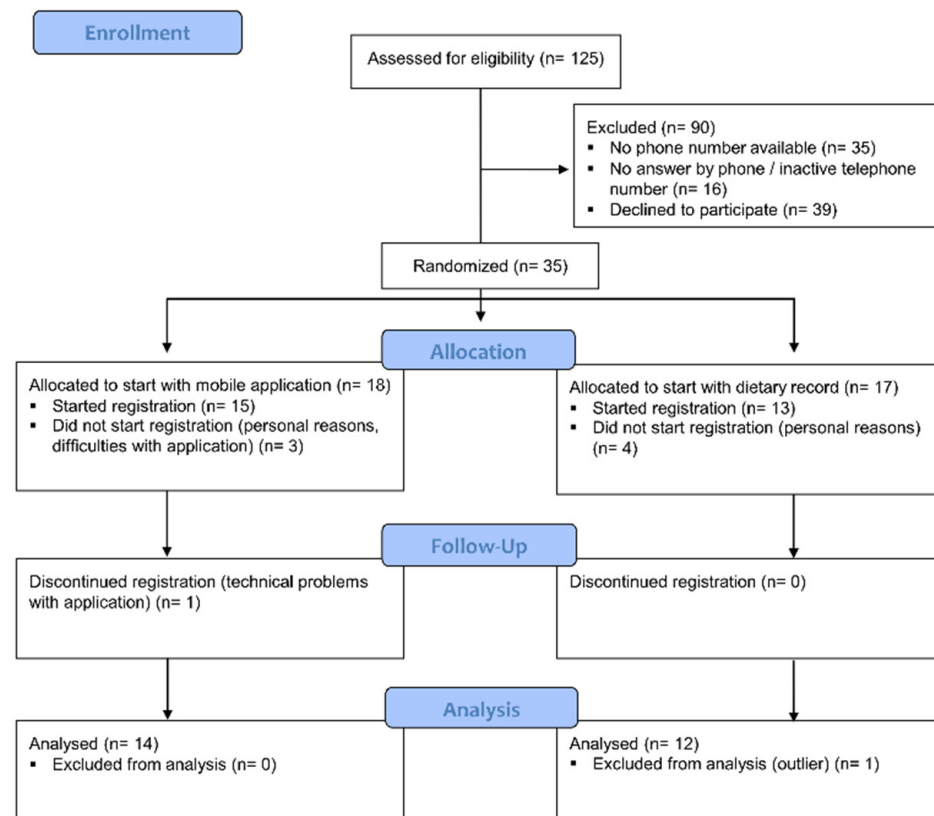 Enrollment
Assessed for eligibility (n= 125)
Excluded (n= 90)
▪ No phone number available (n= 35)
▪ No answer by phone / inactive telephone
number (n= 16)
▪ Declined to participate (n= 39)
Randomized (n= 35)
Allocation
Allocated to start with mobile application (n= 18)
▪ Started registration (n= 15)
▪ Did not start registration (personal reasons,
difficulties with application) (n= 3)
Allocated to start with dietary record (n= 17)
▪ Started registration (n= 13)
▪ Did not start registration (personal reasons)
(n= 4)
Follow-Up
Discontinued registration (technical problems
with application) (n= 1)
Discontinued registration (n= 0)
Analysis
Analysed (n= 14)
▪ Excluded from analysis (n= 0)
Analysed (n= 12)
▪ Excluded from analysis (outlier) (n= 1)